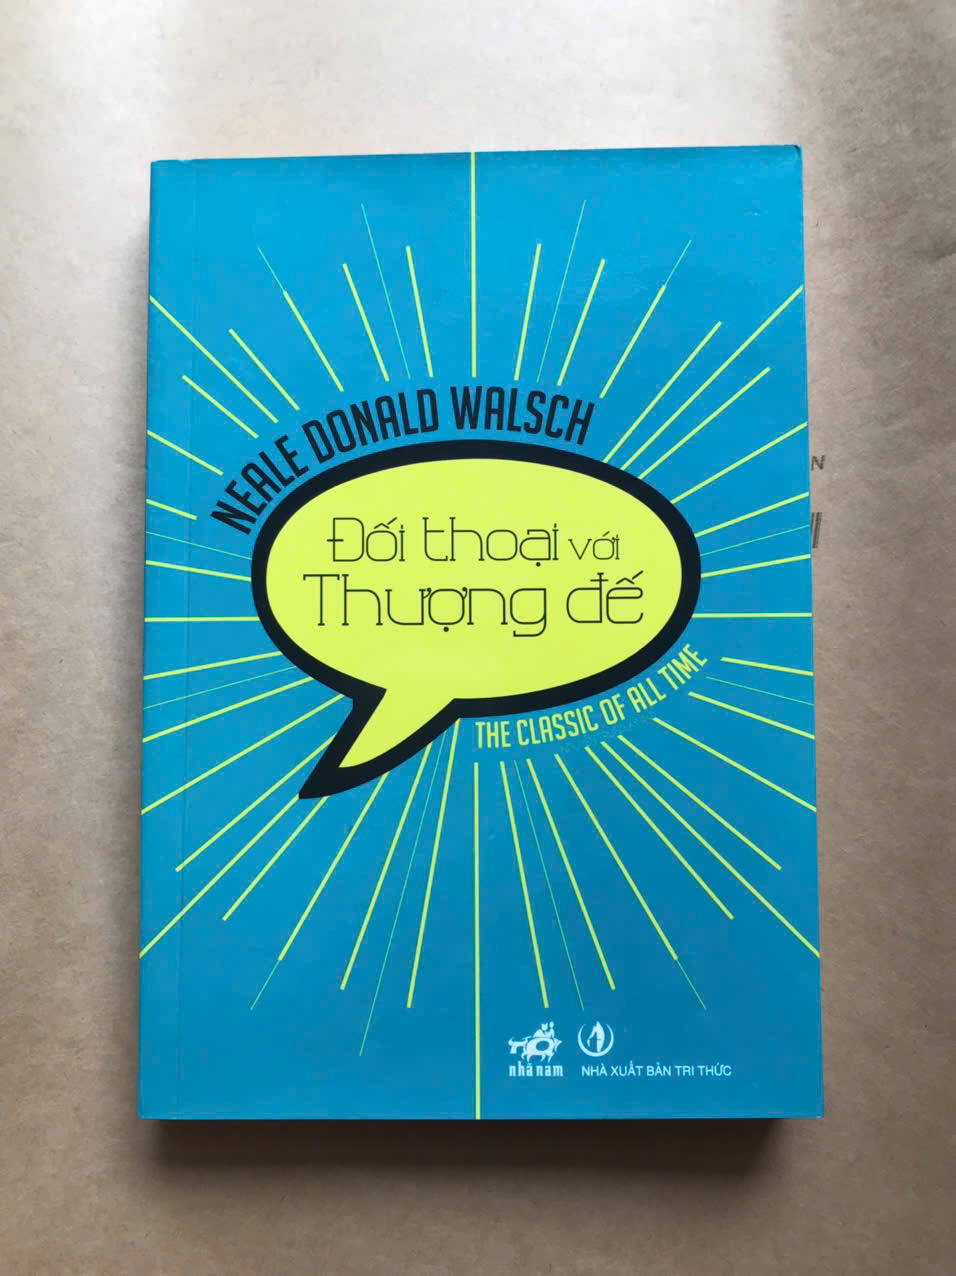 NEALE DONALD WALSCH
Đối thoại với
Thượng đế
THE CLASSIC OF ALL TIME
nhã nam
NHÀ XUẤT BẢN TRI THỨC
N